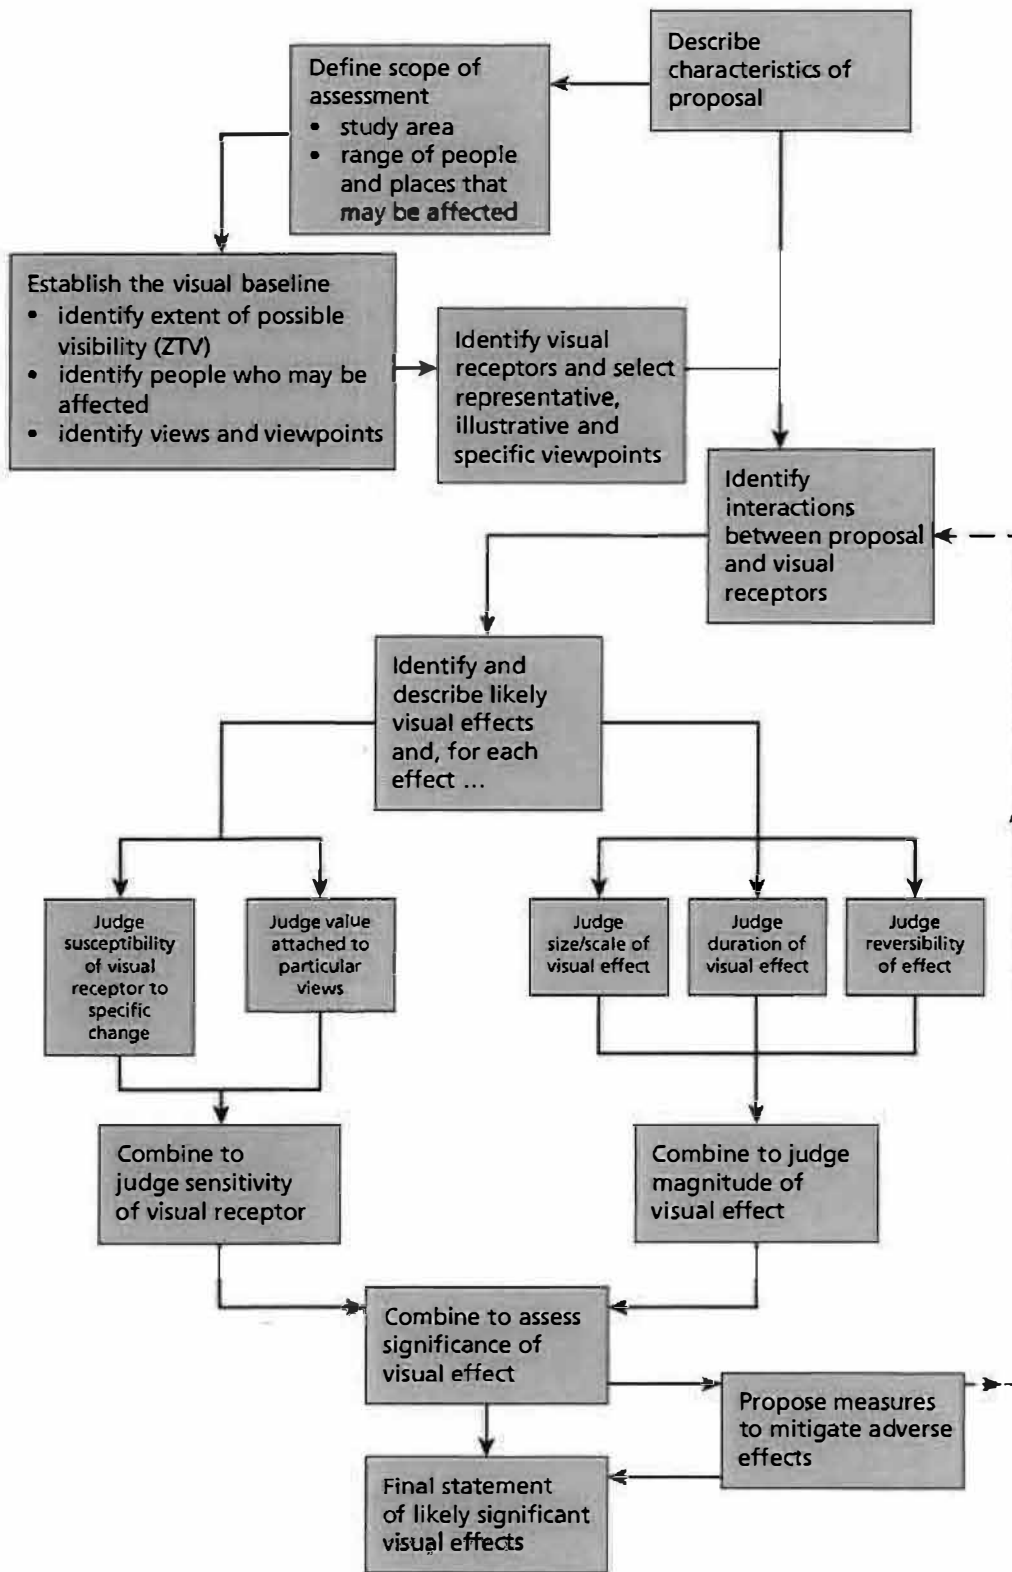 Describe
characteristics of
proposal
Define scope of
assessment
• study area
• range of people
and places that
may be affected
Establish the visual baseline
• identify extent of possible
visibility (ZTV)
• identify people who may be
affected
• identify views and viewpoints
Identify visual
receptors and select
representative,
illustrative and
specific viewpoints
Identify
interactions
between proposal
and visual
receptors
Identify and
describe likely
visual effects
and, for each
effect ...
Judge
susceptibility
of visual
receptor to
specific
change
Judge value
attached to
particular
views
Judge
size/scale of
visual effect
Judge
duration of
visual effect
Judge
reversibility
of effect
Combine to
judge sensitivity
of visual receptor
Combine to judge
magnitude of
visual effect
Combine to assess
significance of
visual effect
Propose measures
to mitigate adverse
effects
Final statement
of likely significant
visual effects